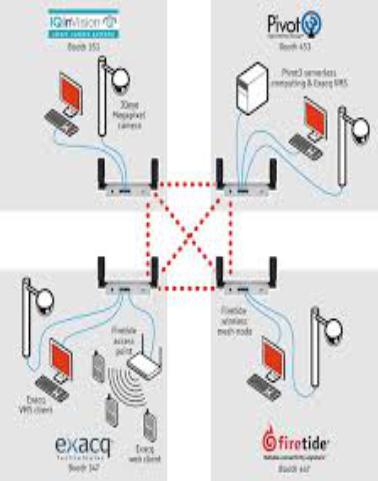 IQinVision
Booth 351
IQeye
Megapixel
camera
Pivot3
Booth 453
Pivot3 serverless
computing & Exacq VMS
Firetide
access
point
Exacq
VMS client
Exacq
web client
exacq
Technologies
Booth 347
Firetide
wireless
mesh node
firetide
Booth 447